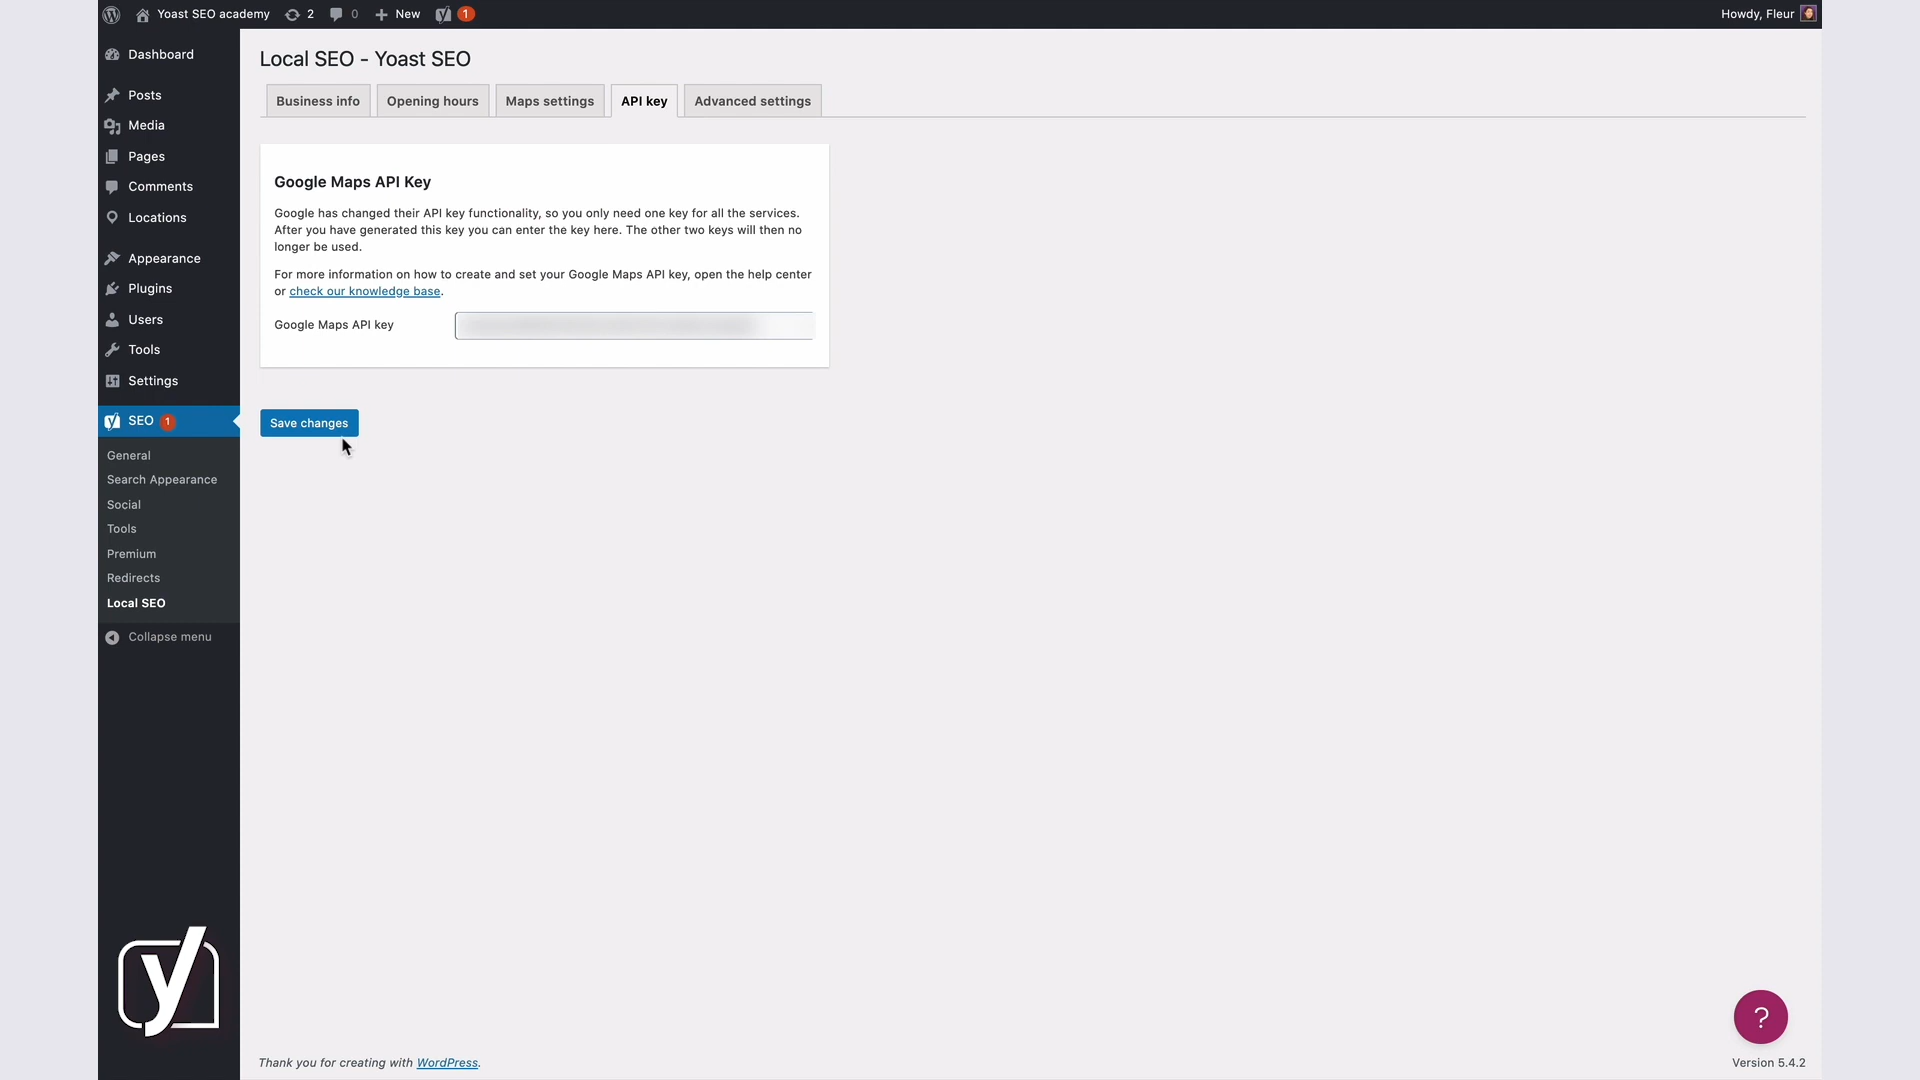 Yoast SEO academy 2 0 New 1 Howdy, Fleur
Dashboard
Posts
Media
Pages
Comments
Locations
Appearance
Plugins
Users
Tools
Settings
SEO 1
General
Search Appearance
Social
Tools
Premium
Redirects
Local SEO
Collapse menu
Local SEO - Yoast SEO
Business info Opening hours Maps settings API key Advanced settings
Google Maps API Key
Google has changed their API key functionality, so you only need one key for all the services.
After you have generated this key you can enter the key here. The other two keys will then no
longer be used.
For more information on how to create and set your Google Maps API key, open the help center
or check our knowledge base.
Google Maps API key
Save changes
?
Thank you for creating with WordPress. Version 5.4.2